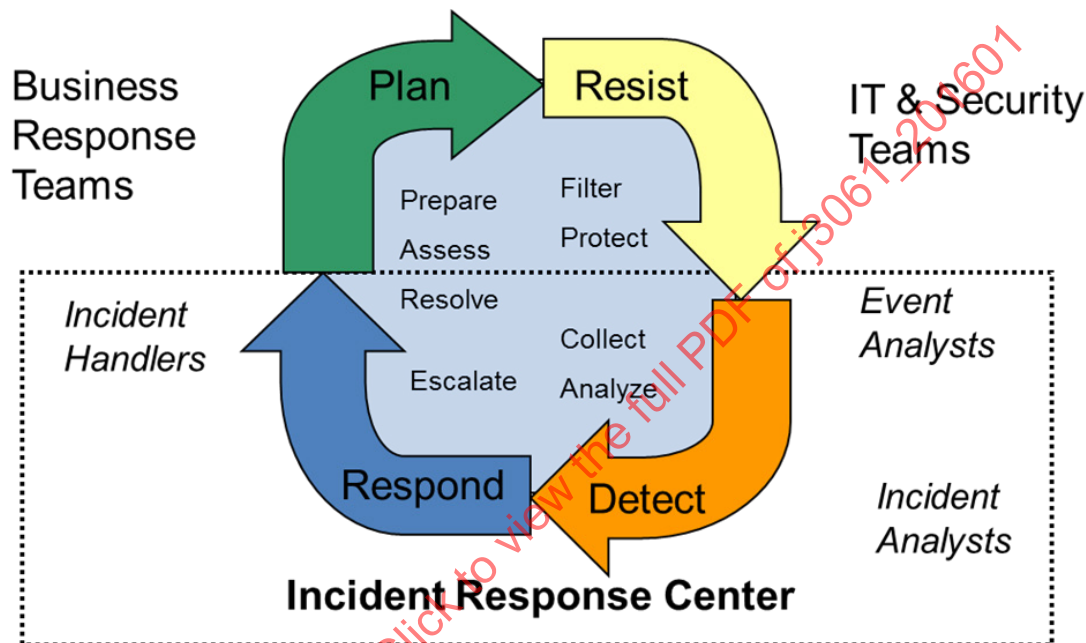 Business
Response
Teams
Plan
Resist
IT & Security
Teams
Prepare
Assess
Filter
Protect
Incident
Handlers
Resolve
Escalate
Collect
Analyze
Event
Analysts
Respond
Detect
Incident
Analysts
Incident Response Center
Click to view the full PDF of j3061_201601